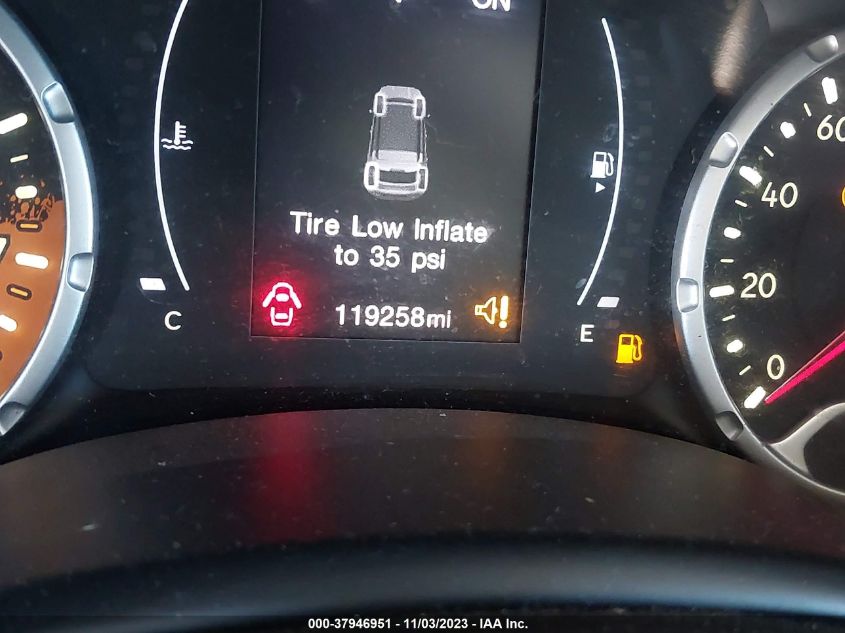 ON
60
40
Tire Low Inflate
to 35 psi
20
119258mi
C
E
0
000-37946951 - 11/03/2023 - IAA Inc.